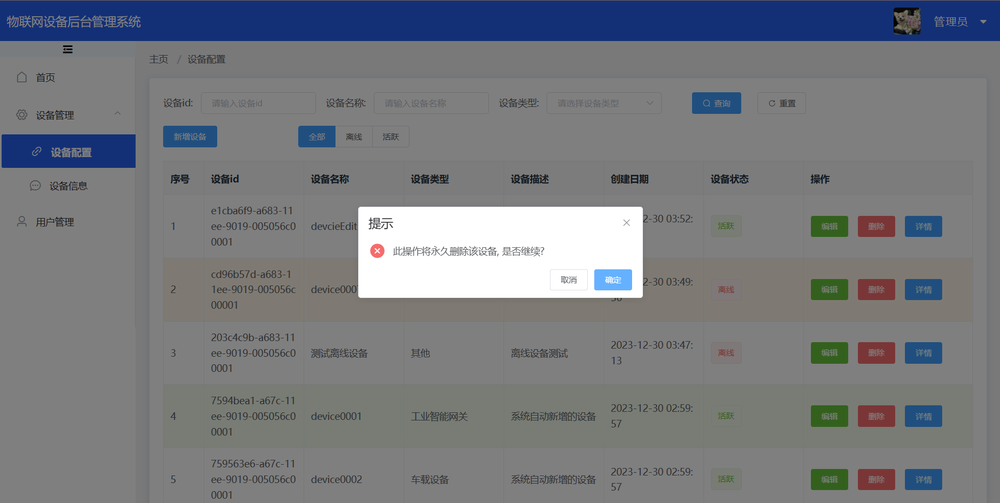 物联网设备后台管理系统
管理员
主页 / 设备配置
首页
设备管理
设备配置
设备信息
用户管理
设备id: 请输入设备id 设备名称: 请输入设备名称 设备类型: 请选择设备类型 查询 重置
新增设备 全部 离线 活跃
序号 设备id 设备名称 设备类型 设备描述 创建日期 设备状态 操作
1 e1cba6f9-a683-11ee-9019-005056c00001 devcieEdit 2-30 03:52: 活跃 编辑 删除 详情
2 cd96b57d-a683-11ee-9019-005056c00001 device000 2-30 03:49: 离线 编辑 删除 详情
3 203c4c9b-a683-11ee-9019-005056c00001 测试离线设备 其他 离线设备测试 2023-12-30 03:47:13 离线 编辑 删除 详情
4 7594bea1-a67c-11ee-9019-005056c00001 device0001 工业智能网关 系统自动新增的设备 2023-12-30 02:59:57 活跃 编辑 删除 详情
5 759563e6-a67c-11ee-9019-005056c00001 device0002 车载设备 系统自动新增的设备 2023-12-30 02:59:57 活跃 编辑 删除 详情
提示
此操作将永久删除该设备, 是否继续?
取消 确定